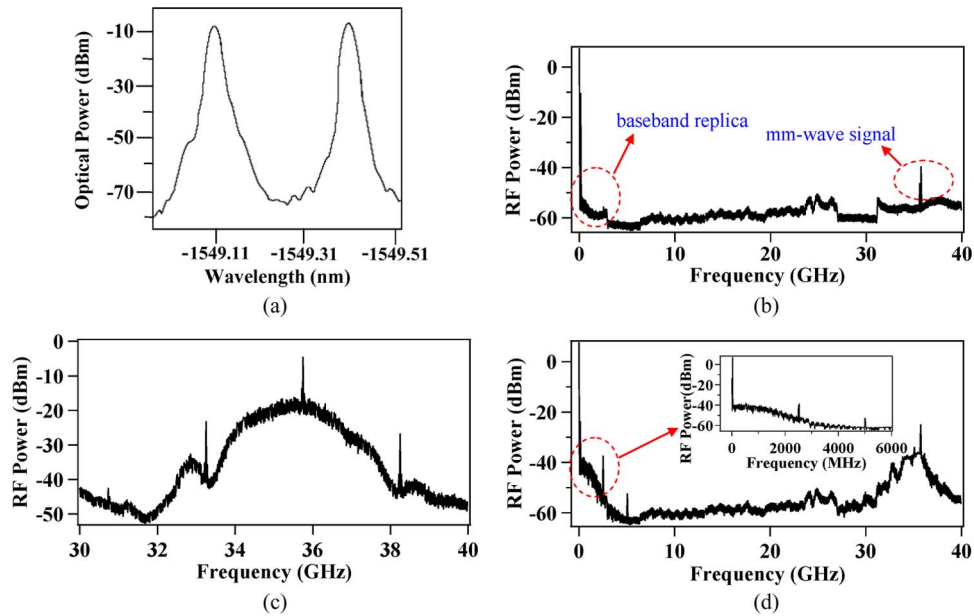 -10
-30
-50
-70
Optical Power (dBm)
-1549.11
-1549.31
-1549.51
Wavelength (nm)
(a)
0
-20
-40
-60
RF Power (dBm)
baseband replica
mm-wave signal
0
10
20
30
40
Frequency (GHz)
(b)
0
-10
-20
-30
-40
-50
RF Power (dBm)
30
32
34
36
38
40
Frequency (GHz)
(c)
0
-20
-40
-60
RF Power (dBm)
0
-20
-40
-60
RF Power(dBm)
0
2000
4000
6000
Frequency (MHz)
0
10
20
30
40
Frequency (GHz)
(d)